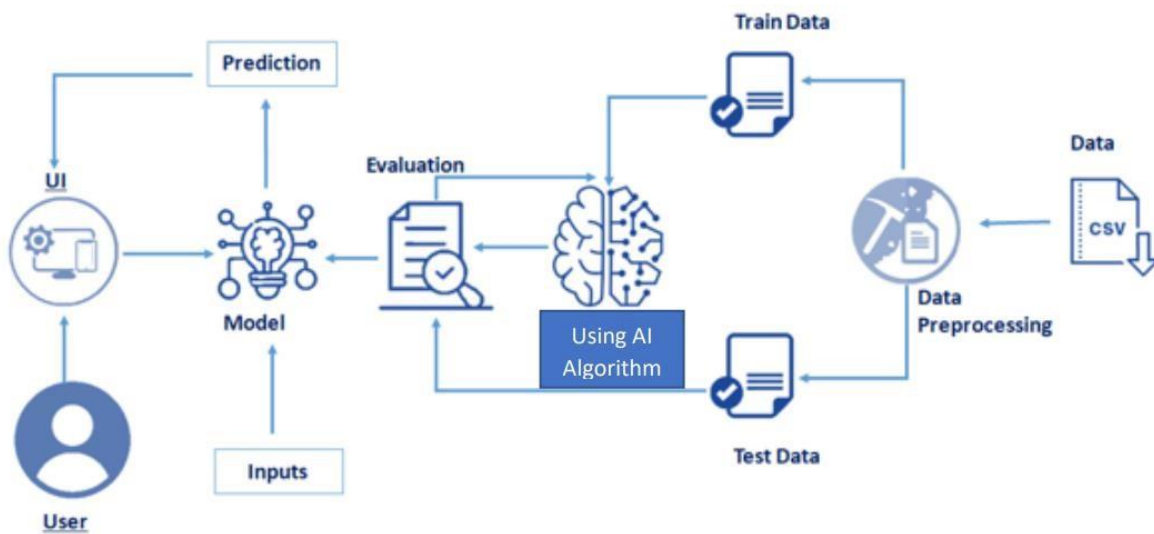 Train Data
Prediction
Data
Evaluation
UI
CSV
Model
Data
Preprocessing
Using AI
Algorithm
Inputs
Test Data
User